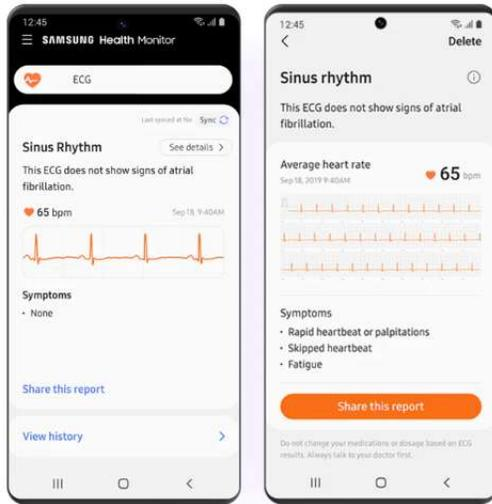 12:45
SAMSUNG Health Monitor
ECG
Last synced at No Sync
Sinus Rhythm
See details >
This ECG does not show signs of atrial
fibrillation.
65 bpm
Sep 18, 9:40AM
Symptoms
• None
Share this report
View history >
12:45
< Delete
Sinus rhythm
This ECG does not show signs of atrial
fibrillation.
Average heart rate
Sep 18, 2019 9:40AM
65 bpm
Symptoms
• Rapid heartbeat or palpitations
• Skipped heartbeat
• Fatigue
Share this report
Do not change your medications or dosage based on ECG
results. Always talk to your doctor first.